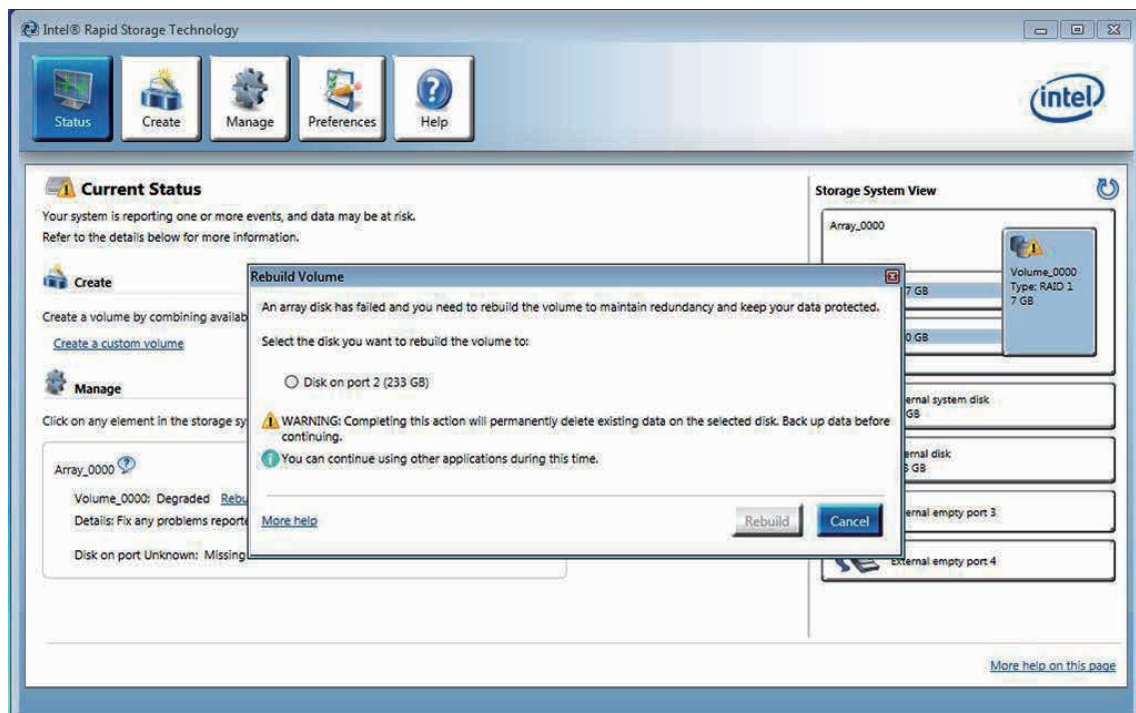 Intel® Rapid Storage Technology
Status
Create
Manage
Preferences
Help
intel
Current Status
Your system is reporting one or more events, and data may be at risk.
Refer to the details below for more information.
Create
Create a volume by combining
Create a custom volume
Manage
Click on any element in the storage
Array_0000
Volume_0000: Degraded
Details: Fix any problems
Disk on port Unknown: Missing
Rebuild Volume
An array disk has failed and you need to rebuild the volume to maintain redundancy and keep your data protected.
Select the disk you want to rebuild the volume to:
Disk on port 2 (233 GB)
WARNING: Completing this action will permanently delete existing data on the selected disk. Back up data before
continuing.
You can continue using other applications during this time.
More help
Rebuild
Cancel
Storage System View
Array_0000
7 GB
0 GB
Volume_0000
Type: RAID 1
7 GB
system disk
GB
disk
GB
empty port 3
External empty port 4
More help on this page